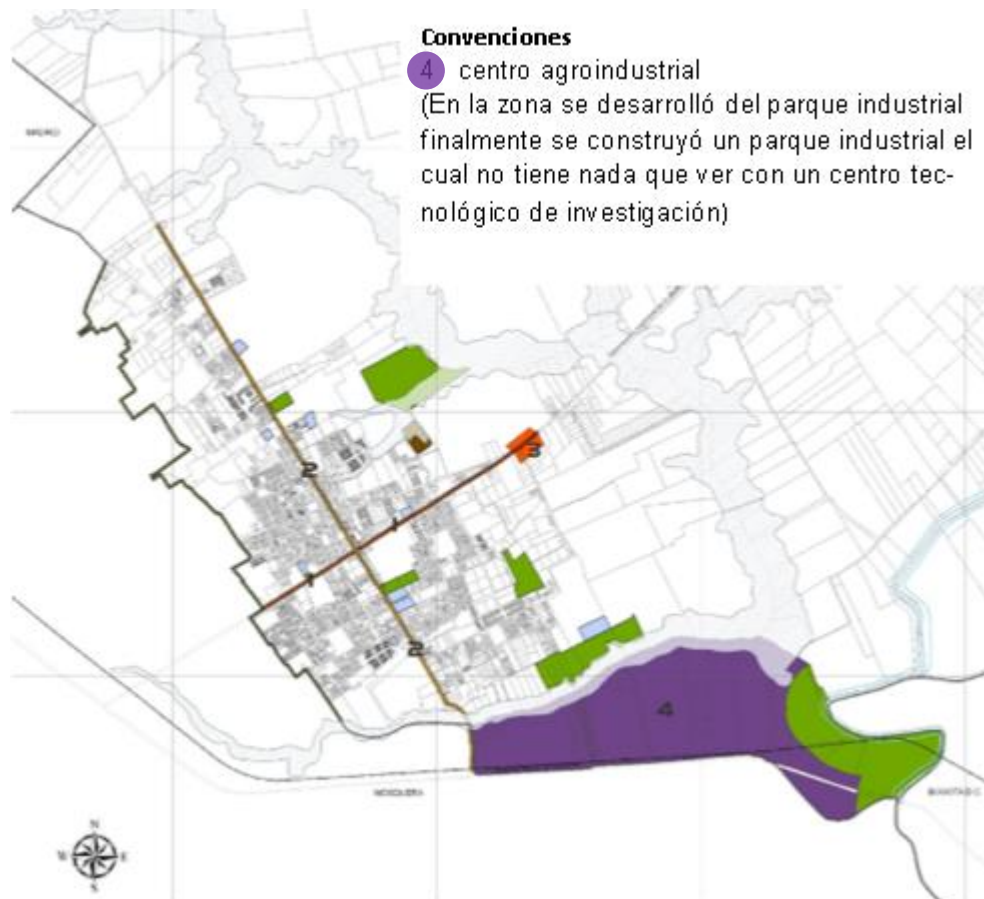 Convenciones
4 centro agroindustrial
(En la zona se desarrolló del parque industrial
finalmente se construyó un parque industrial el
cual no tiene nada que ver con un centro tec-
nológico de investigación)
3
2
1
1
2
4
MOSQUERA
N
W E
S